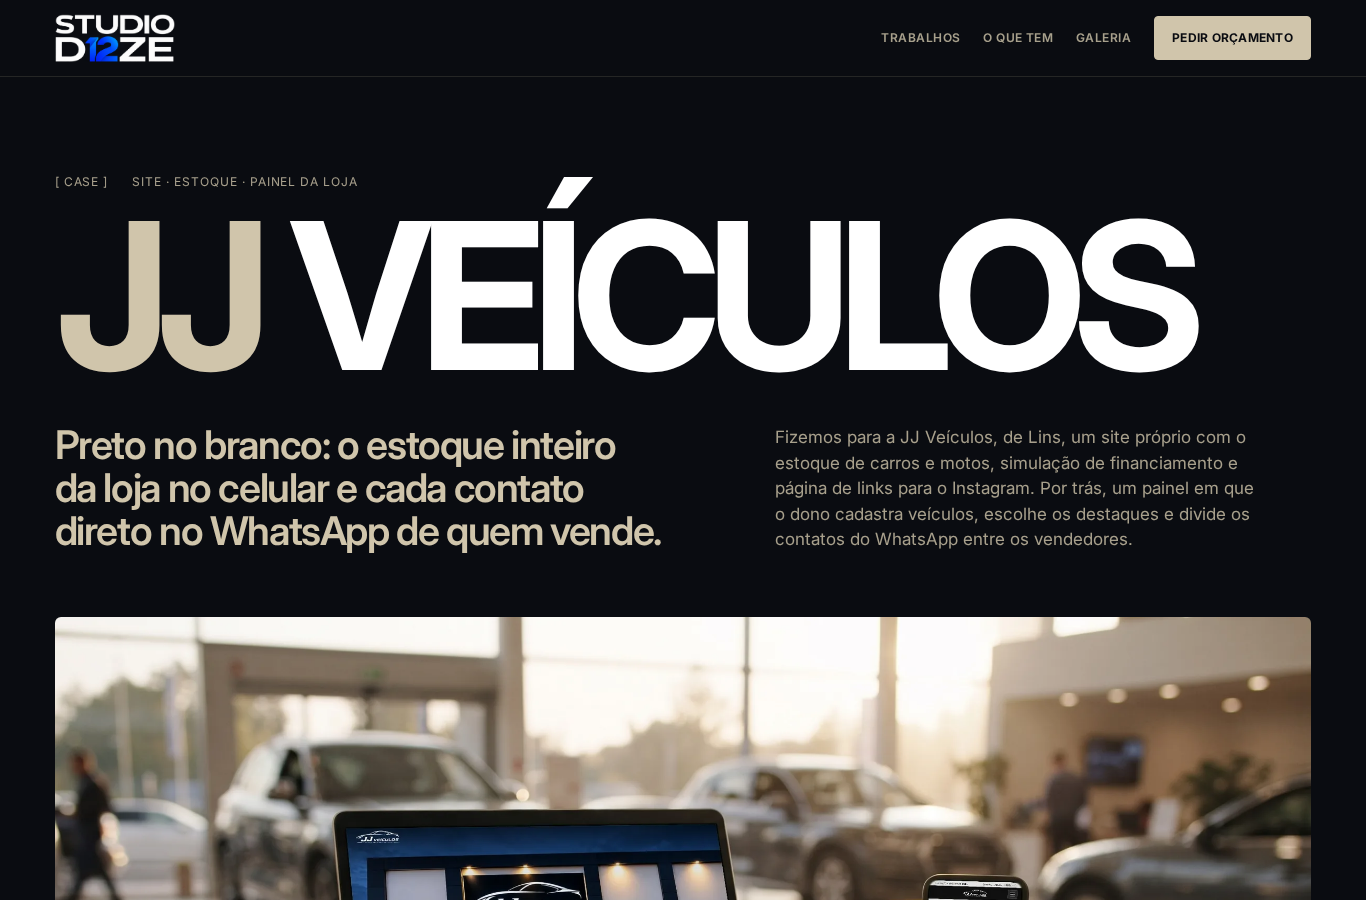 STUDIO
D12ZE
TRABALHOS
O QUE TEM
GALERIA
PEDIR ORÇAMENTO
[ CASE ] SITE · ESTOQUE · PAINEL DA LOJA
JJ VEÍCULOS
Preto no branco: o estoque inteiro
da loja no celular e cada contato
direto no WhatsApp de quem vende.
Fizemos para a JJ Veículos, de Lins, um site próprio com o
estoque de carros e motos, simulação de financiamento e
página de links para o Instagram. Por trás, um painel em que
o dono cadastra veículos, escolhe os destaques e divide os
contatos do WhatsApp entre os vendedores.
JJ VEÍCULOS